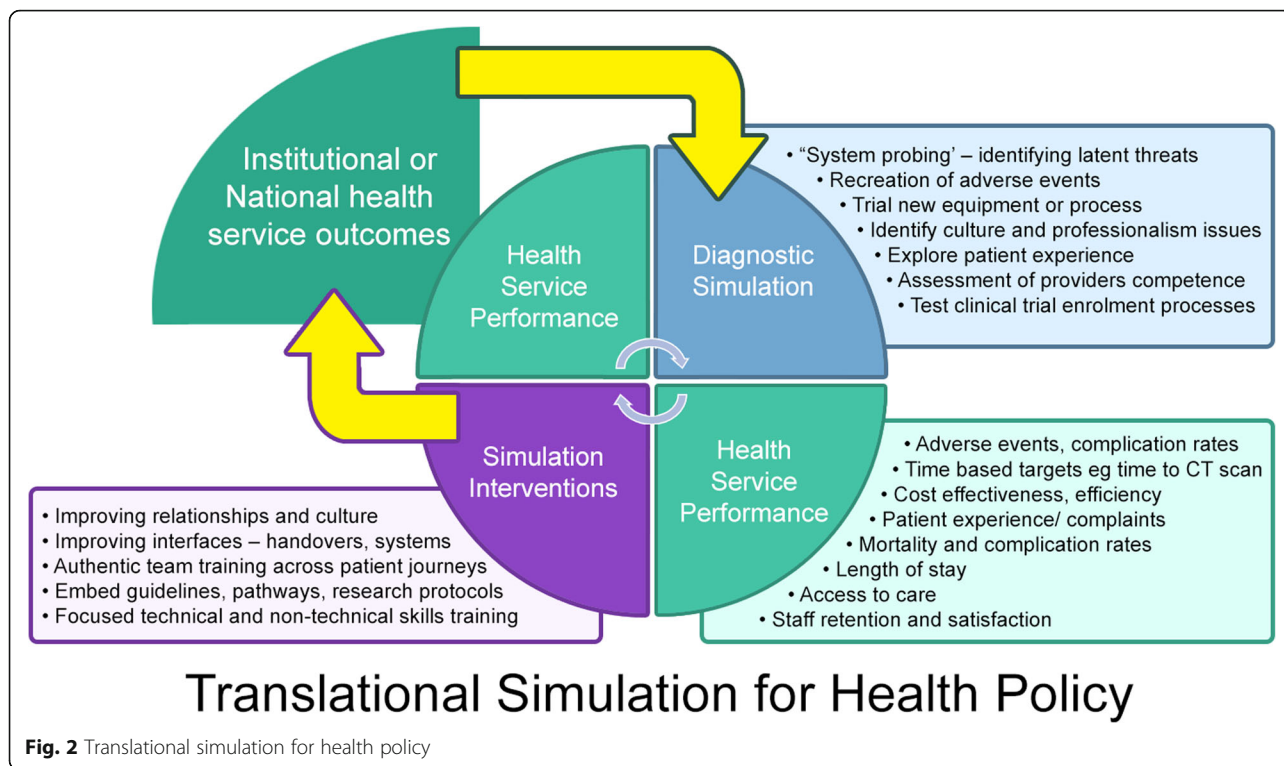 Institutional or
National health
service outcomes
Health
Service
Performance
Diagnostic
Simulation
• “System probing’ – identifying latent threats
• Recreation of adverse events
• Trial new equipment or process
• Identify culture and professionalism issues
• Explore patient experience
• Assessment of providers competence
• Test clinical trial enrolment processes
Simulation
Interventions
• Improving relationships and culture
• Improving interfaces – handovers, systems
• Authentic team training across patient journeys
• Embed guidelines, pathways, research protocols
• Focused technical and non-technical skills training
Health
Service
Performance
• Adverse events, complication rates
• Time based targets eg time to CT scan
• Cost effectiveness, efficiency
• Patient experience/ complaints
• Mortality and complication rates
• Length of stay
• Access to care
• Staff retention and satisfaction
Translational Simulation for Health Policy
Fig. 2 Translational simulation for health policy